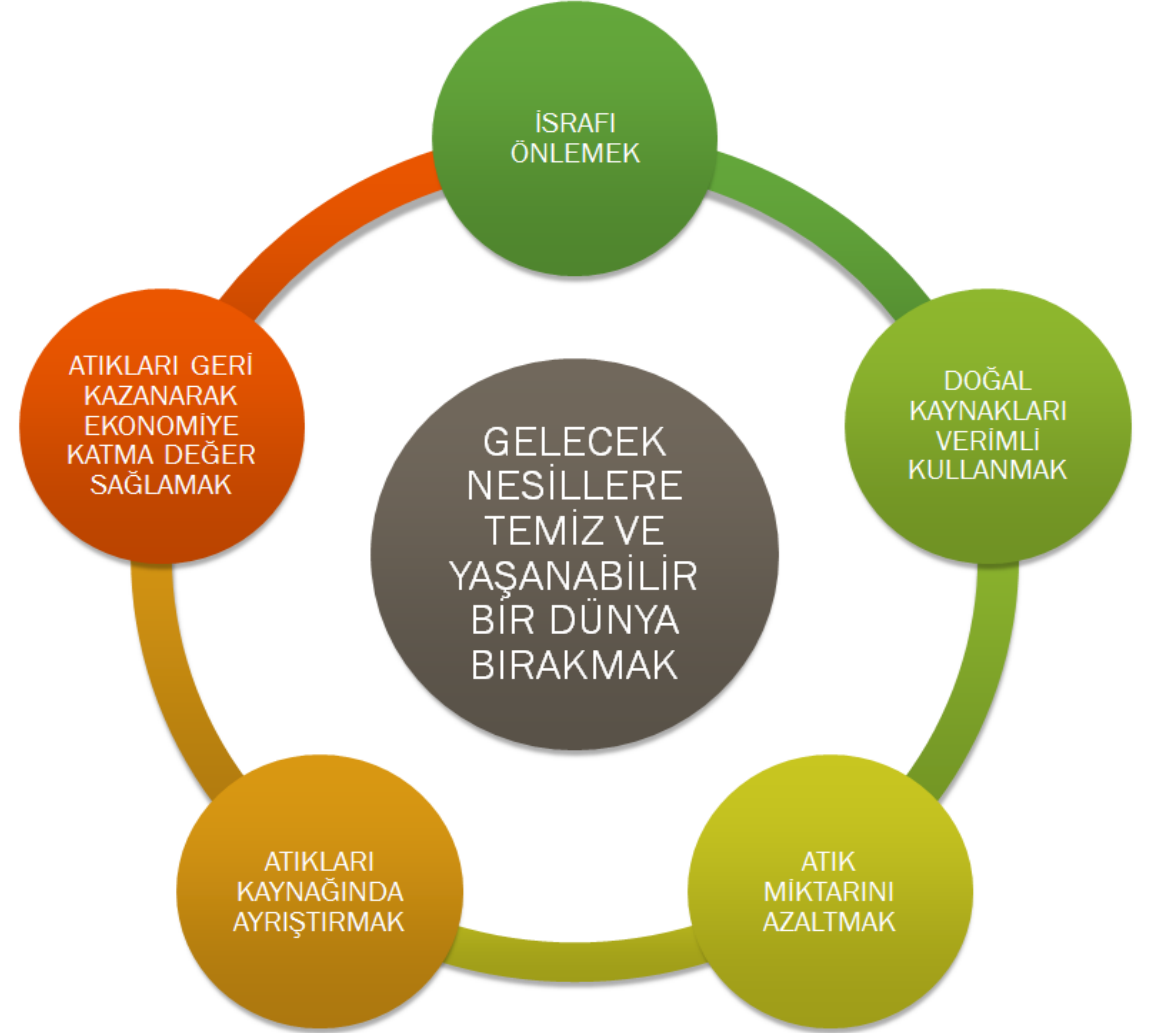 İSRAFI
ÖNLEMEK
DOĞAL
KAYNAKLARI
VERİMLİ
KULLANMAK
ATIK
MİKTARINI
AZALTMAK
ATIKLARI
KAYNAĞINDA
AYRIŞTIRMAK
ATIKLARI GERİ
KAZANARAK
EKONOMİYE
KATMA DEĞER
SAĞLAMAK
GELECEK
NESİLLERE
TEMİZ VE
YAŞANABİLİR
BİR DÜNYA
BIRAKMAK